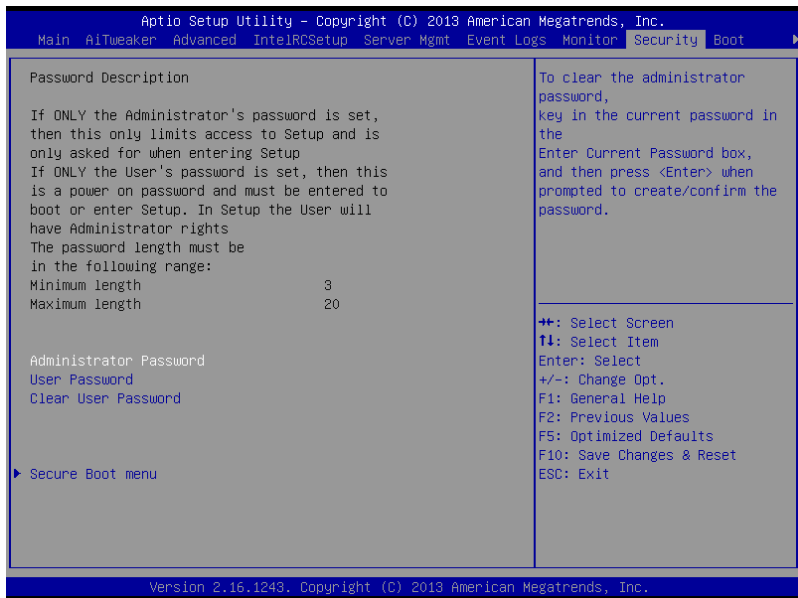 Aptio Setup Utility – Copyright (C) 2013 American Megatrends, Inc.
Main AiTweaker Advanced IntelRCSetup Server Mgmt Event Logs Monitor Security Boot
Password Description
If ONLY the Administrator's password is set,
then this only limits access to Setup and is
only asked for when entering Setup
If ONLY the User's password is set, then this
is a power on password and must be entered to
boot or enter Setup. In Setup the User will
have Administrator rights
The password length must be
in the following range:
Minimum length 3
Maximum length 20
Administrator Password
User Password
Clear User Password
Secure Boot menu
To clear the administrator
password,
key in the current password in
the
Enter Current Password box,
and then press <Enter> when
prompted to create/confirm the
password.
→←: Select Screen
↑↓: Select Item
Enter: Select
+/-: Change Opt.
F1: General Help
F2: Previous Values
F5: Optimized Defaults
F10: Save Changes & Reset
ESC: Exit
Version 2.16.1243. Copyright (C) 2013 American Megatrends, Inc.